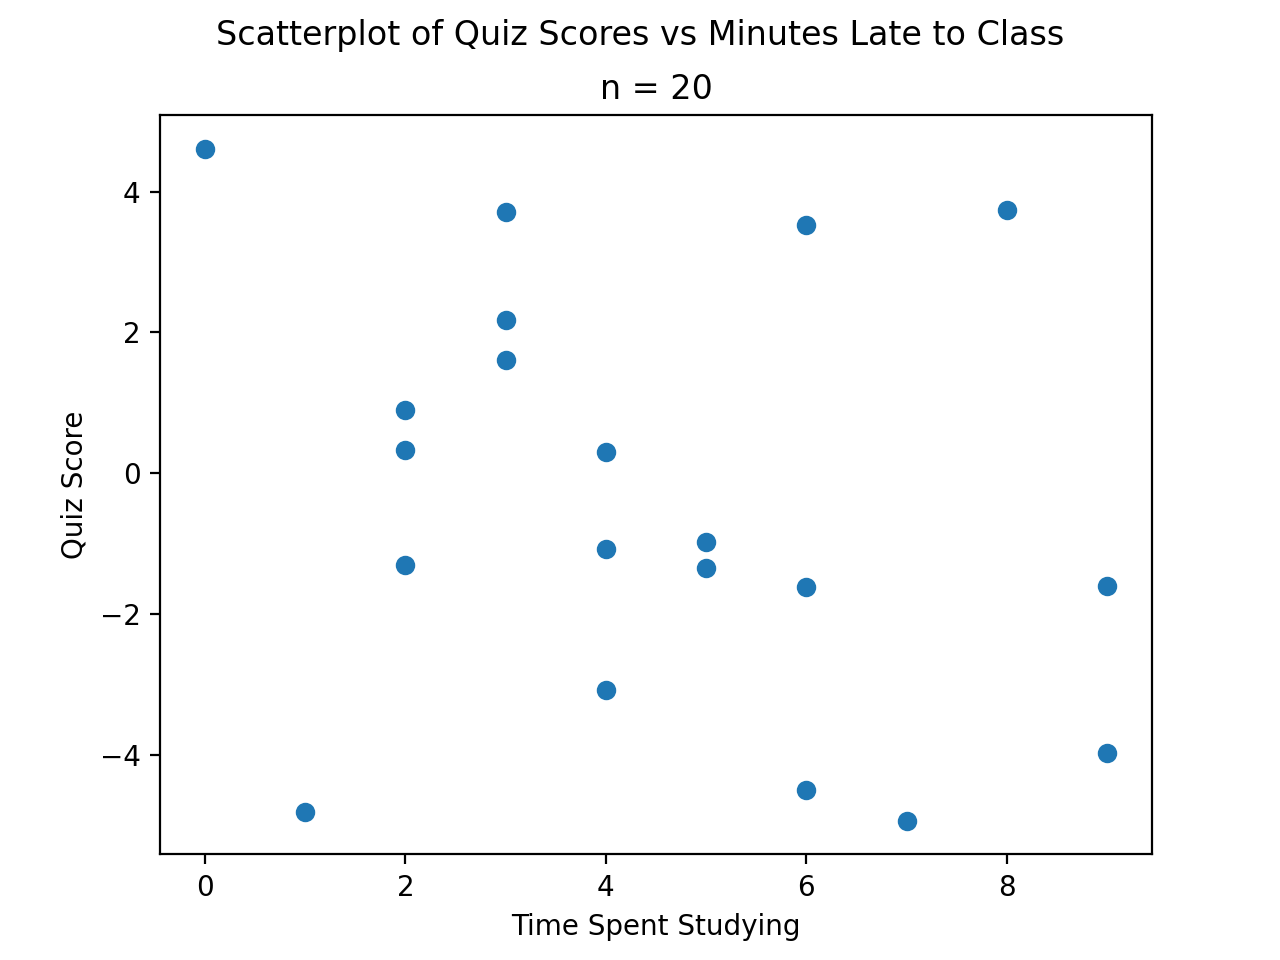 Scatterplot of Quiz Scores vs Minutes Late to Class
n = 20
4
2
0
−2
−4
Quiz Score
0 2 4 6 8
Time Spent Studying